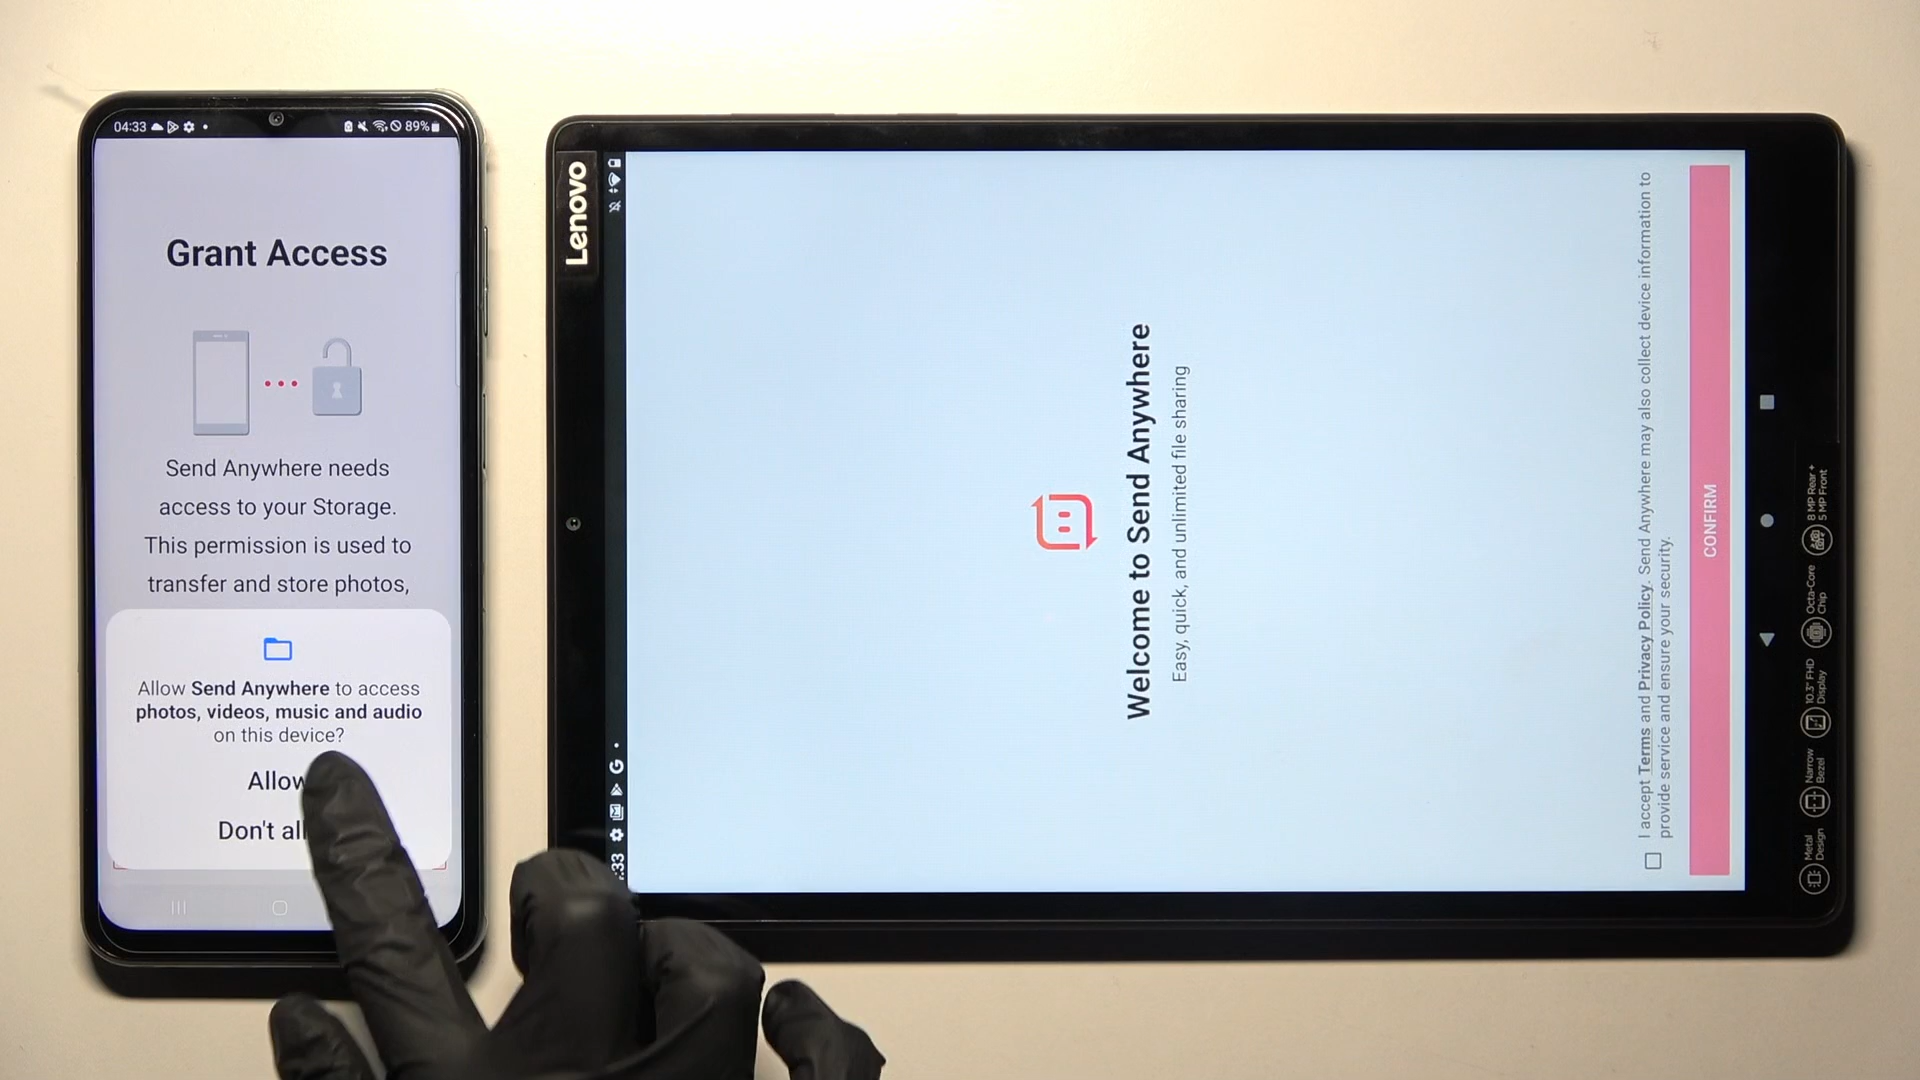 04:33
89%
Grant Access
Send Anywhere needs
access to your Storage.
This permission is used to
transfer and store photos,
Allow Send Anywhere to access
photos, videos, music and audio
on this device?
Allow
Don't all
Lenovo
:33
G
Welcome to Send Anywhere
Easy, quick, and unlimited file sharing
I accept Terms and Privacy Policy. Send Anywhere may also collect device information to
provide service and ensure your security.
CONFIRM
Metal
Design
Narrow
Bezel
10.3" FHD
Display
Octa-Core
Chip
8 MP Rear +
5 MP Front